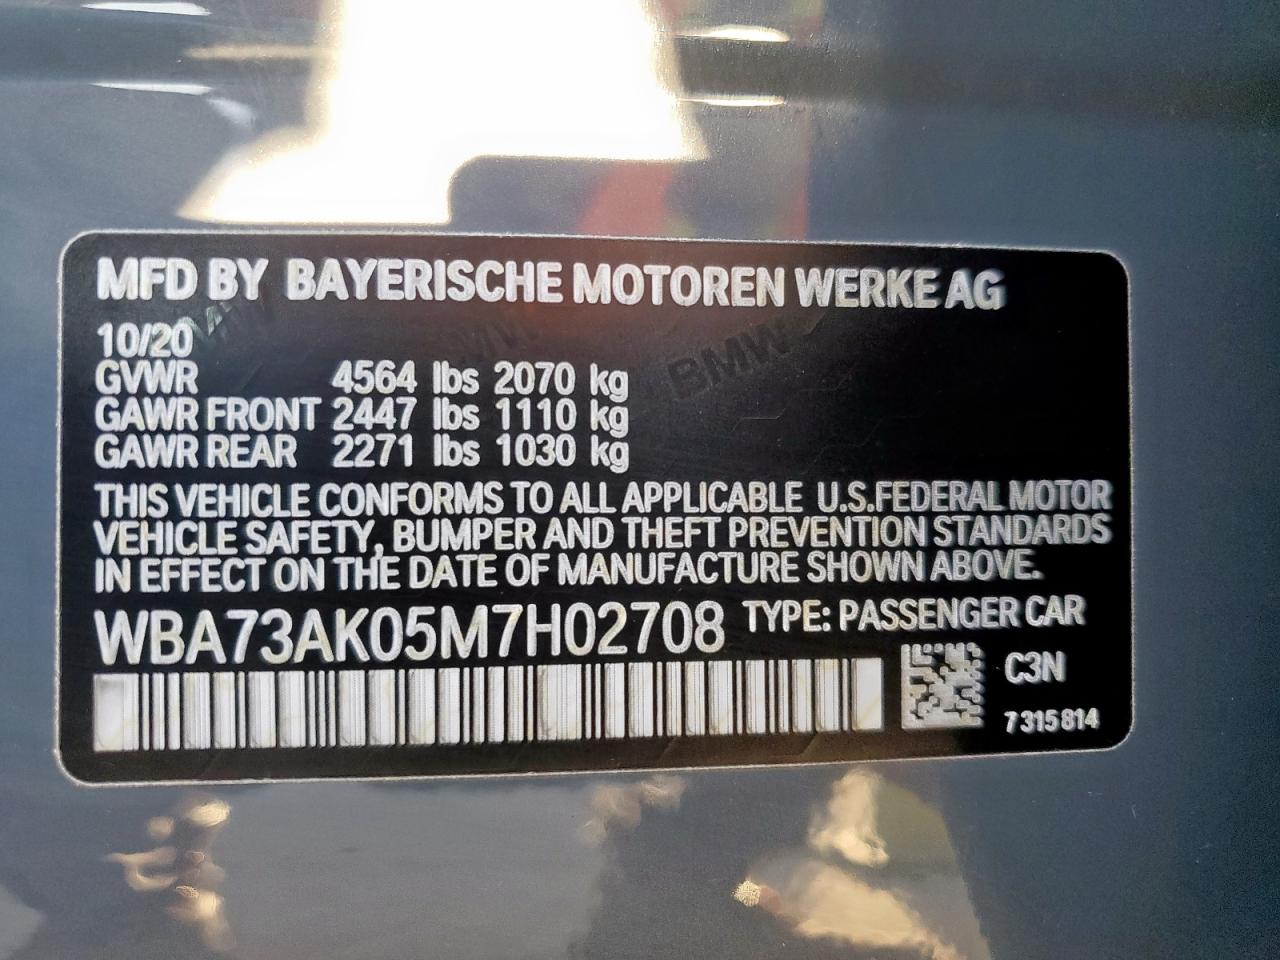 MFD BY BAYERISCHE MOTOREN WERKE AG
10/20
GVWR 4564 lbs 2070 kg
GAWR FRONT 2447 lbs 1110 kg
GAWR REAR 2271 lbs 1030 kg
THIS VEHICLE CONFORMS TO ALL APPLICABLE U.S.FEDERAL MOTOR
VEHICLE SAFETY, BUMPER AND THEFT PREVENTION STANDARDS
IN EFFECT ON THE DATE OF MANUFACTURE SHOWN ABOVE.
WBA73AK05M7H02708 TYPE: PASSENGER CAR
C3N
7315814
BMW